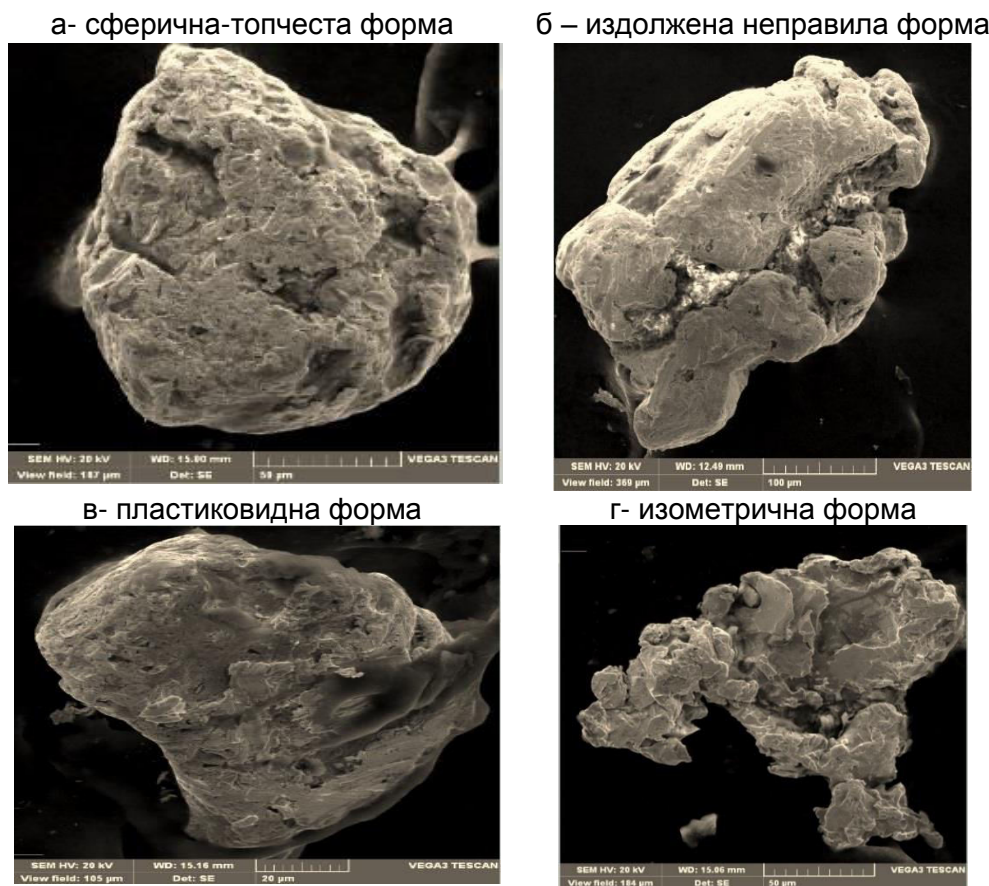 а- сферична-топчеста форма
б – издолжена неправила форма
SEM HV: 20 kV WD: 15.00 mm VEGA3 TESCAN
View field: 187 µm Det: SE 50 µm
SEM HV: 20 kV WD: 12.49 mm VEGA3 TESCAN
View field: 369 µm Det: SE 100 µm
в- пластиковидна форма
г- изометрична форма
SEM HV: 20 kV WD: 15.16 mm VEGA3 TESCAN
View field: 105 µm Det: SE 20 µm
SEM HV: 20 kV WD: 15.06 mm VEGA3 TESCAN
View field: 184 µm Det: SE 50 µm